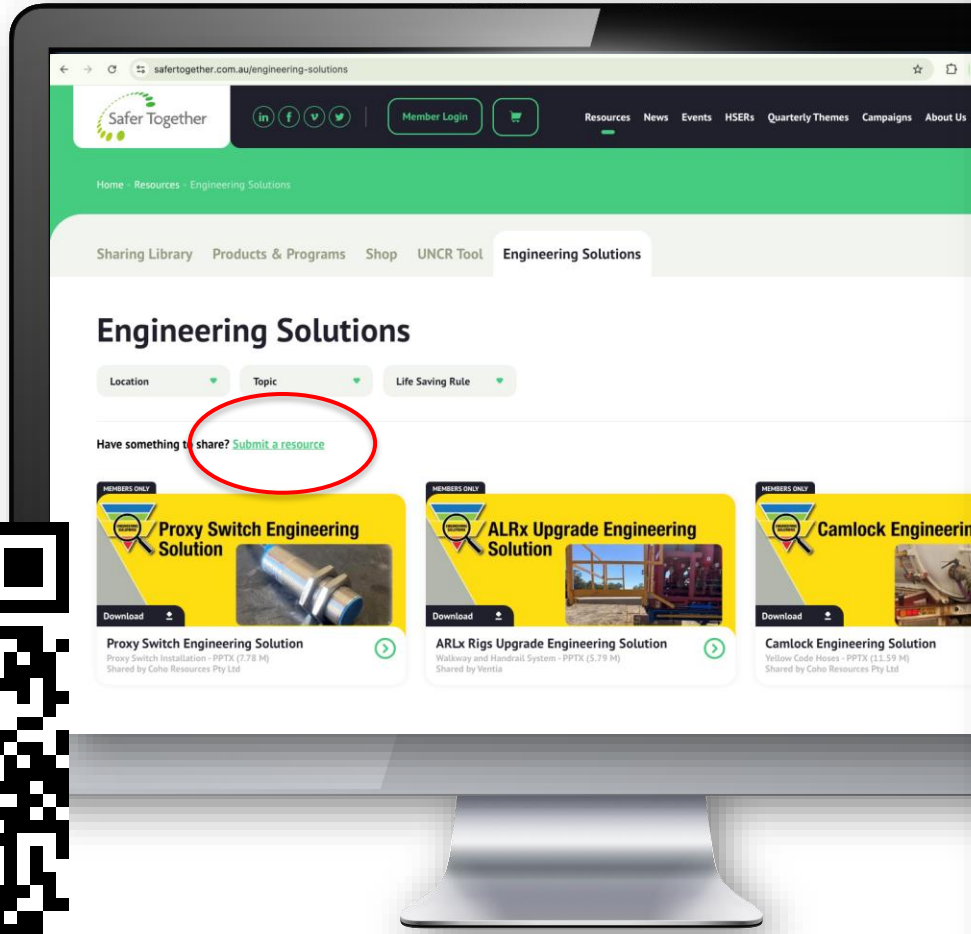 safertogether.com.au/engineering-solutions
Safer Together
Member Login
Resources News Events HSERs Quarterly Themes Campaigns About Us
Home - Resources - Engineering Solutions
Sharing Library Products & Programs Shop UNCR Tool Engineering Solutions
Engineering Solutions
Location Topic Life Saving Rule
Have something to share? Submit a resource
MEMBERS ONLY
Proxy Switch Engineering
Solution
Download
Proxy Switch Engineering Solution
Proxy Switch installation - PPTX (7.78 M)
Shared by Coho Resources Pty Ltd
MEMBERS ONLY
ALRx Upgrade Engineering
Solution
Download
ARLx Rigs Upgrade Engineering Solution
Walkway and Handrail System - PPTX (5.79 M)
Shared by Ventia
MEMBERS ONLY
Camlock Engineerin
Download
Camlock Engineering Solution
Yellow Code Hoses - PPTX (11.59 M)
Shared by Coho Resources Pty Ltd